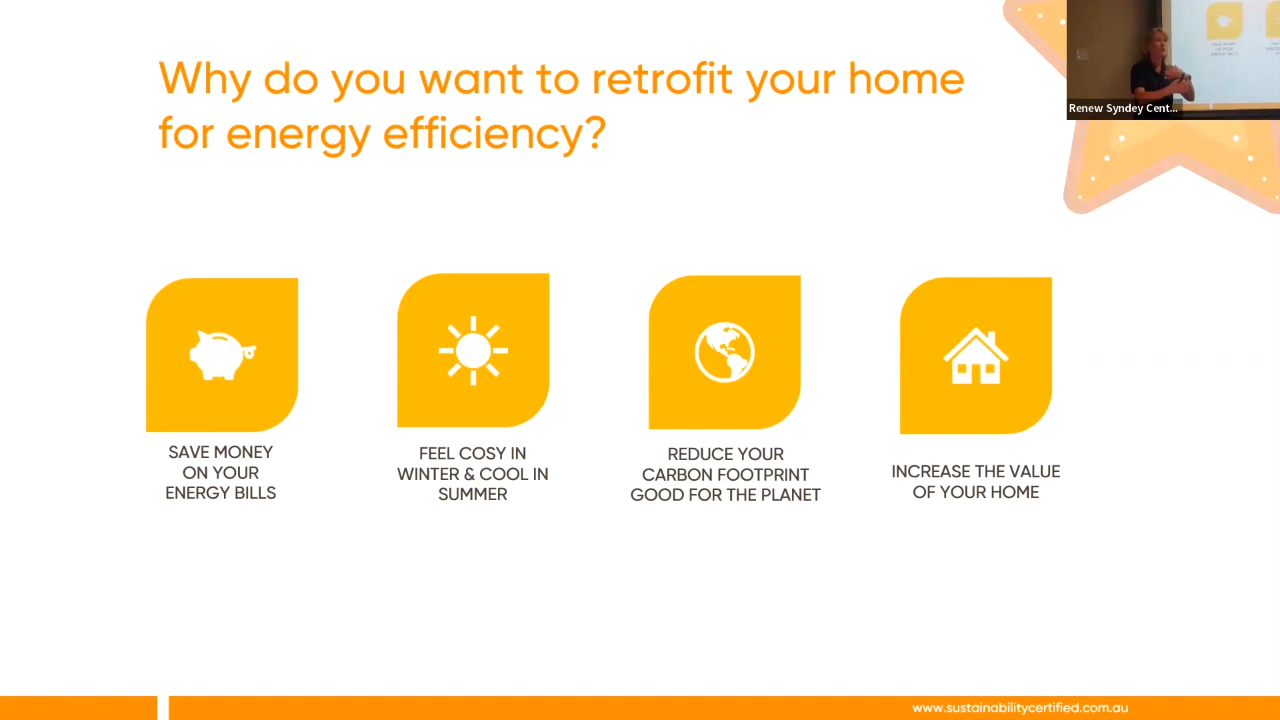 Why do you want to retrofit your home
for energy efficiency?
Renew Syndey Cent...
SAVE MONEY
ON YOUR
ENERGY BILLS
FEEL COSY IN
WINTER & COOL IN
SUMMER
REDUCE YOUR
CARBON FOOTPRINT
GOOD FOR THE PLANET
INCREASE THE VALUE
OF YOUR HOME
www.sustainabilitycertified.com.au